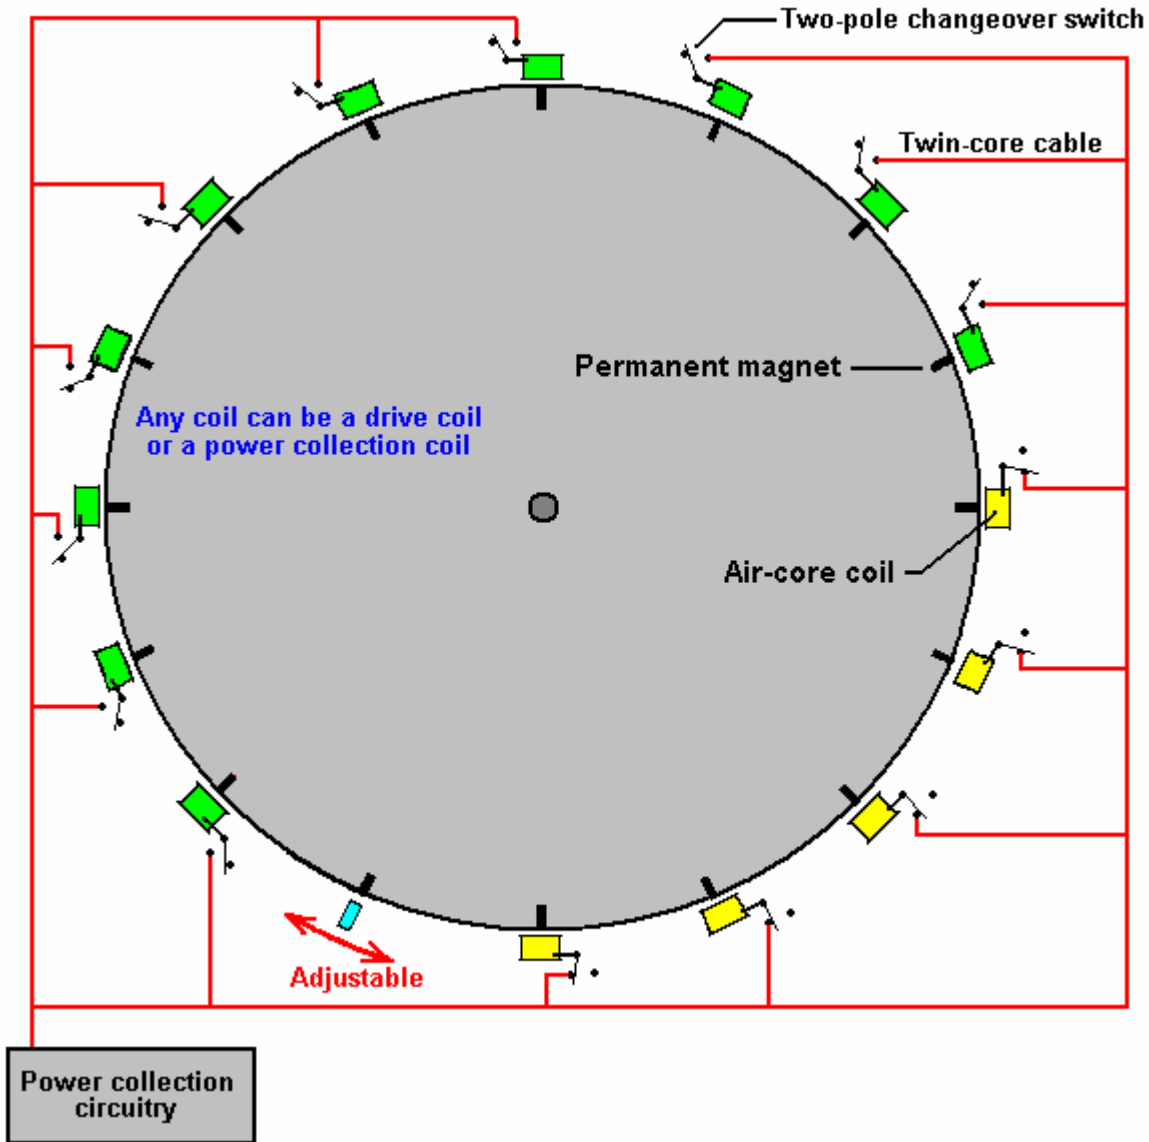 Two-pole changeover switch
Twin-core cable
Permanent magnet
Any coil can be a drive coil
or a power collection coil
Air-core coil
Adjustable
Power collection
circuitry